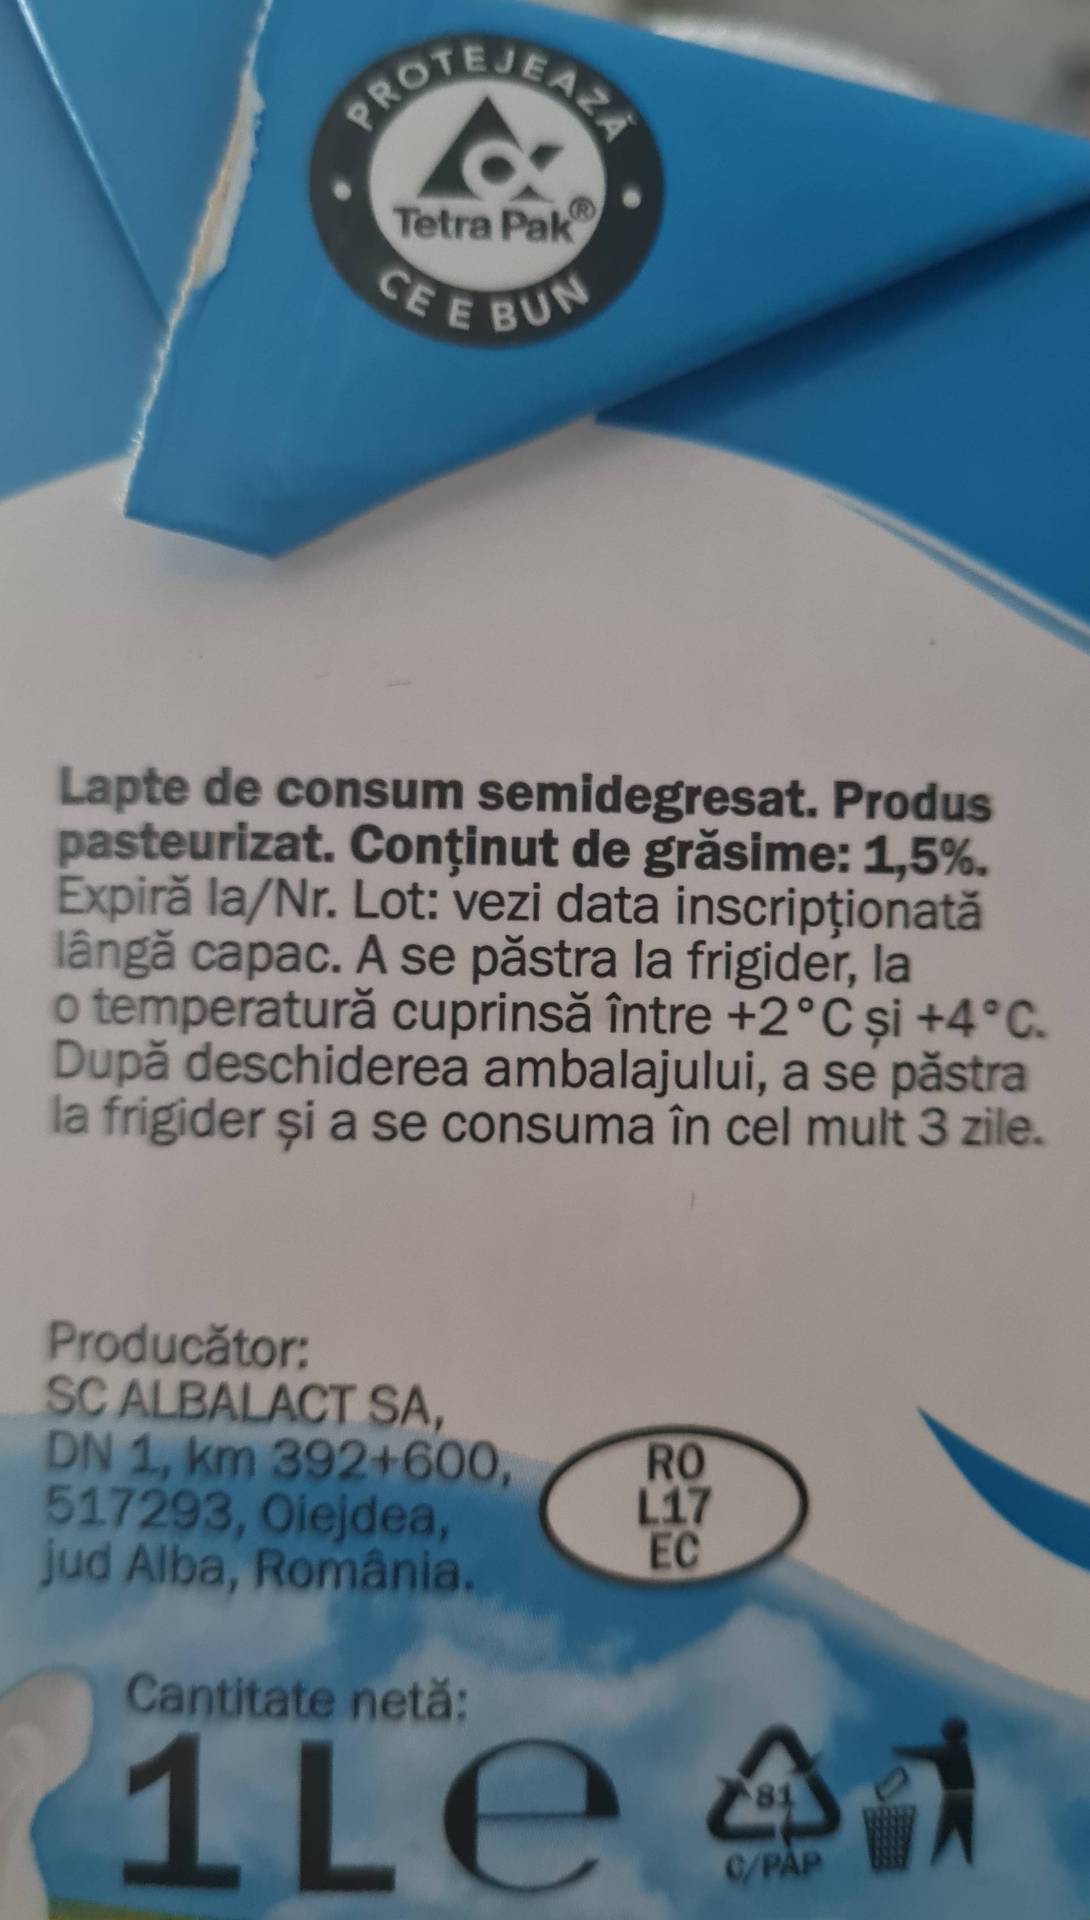 PROTEJEAZĂ
Tetra Pak®
CE E BUN
Lapte de consum semidegresat. Produs
pasteurizat. Conținut de grăsime: 1,5%.
Expiră la/Nr. Lot: vezi data inscripționată
lângă capac. A se păstra la frigider, la
o temperatură cuprinsă între +2°C și +4°C.
După deschiderea ambalajului, a se păstra
la frigider și a se consuma în cel mult 3 zile.
Producător:
SC ALBALACT SA,
DN 1, km 392+600,
517293, Oiejdea,
jud Alba, România.
RO
L17
EC
Cantitate netă:
1 L e
81
C/PAP